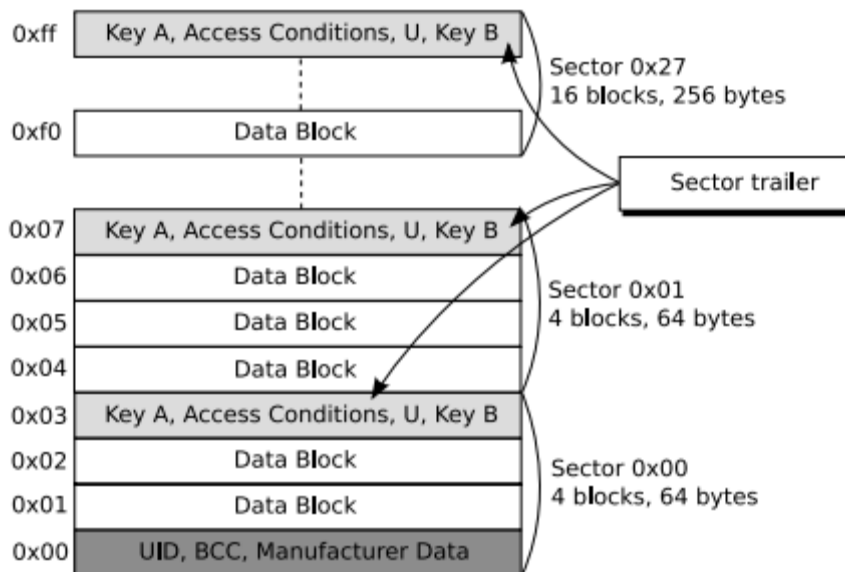 0xff
Key A, Access Conditions, U, Key B
Sector 0x27
16 blocks, 256 bytes
0xf0
Data Block
Sector trailer
0x07
Key A, Access Conditions, U, Key B
0x06
Data Block
Sector 0x01
4 blocks, 64 bytes
0x05
Data Block
0x04
Data Block
0x03
Key A, Access Conditions, U, Key B
0x02
Data Block
Sector 0x00
4 blocks, 64 bytes
0x01
Data Block
0x00
UID, BCC, Manufacturer Data